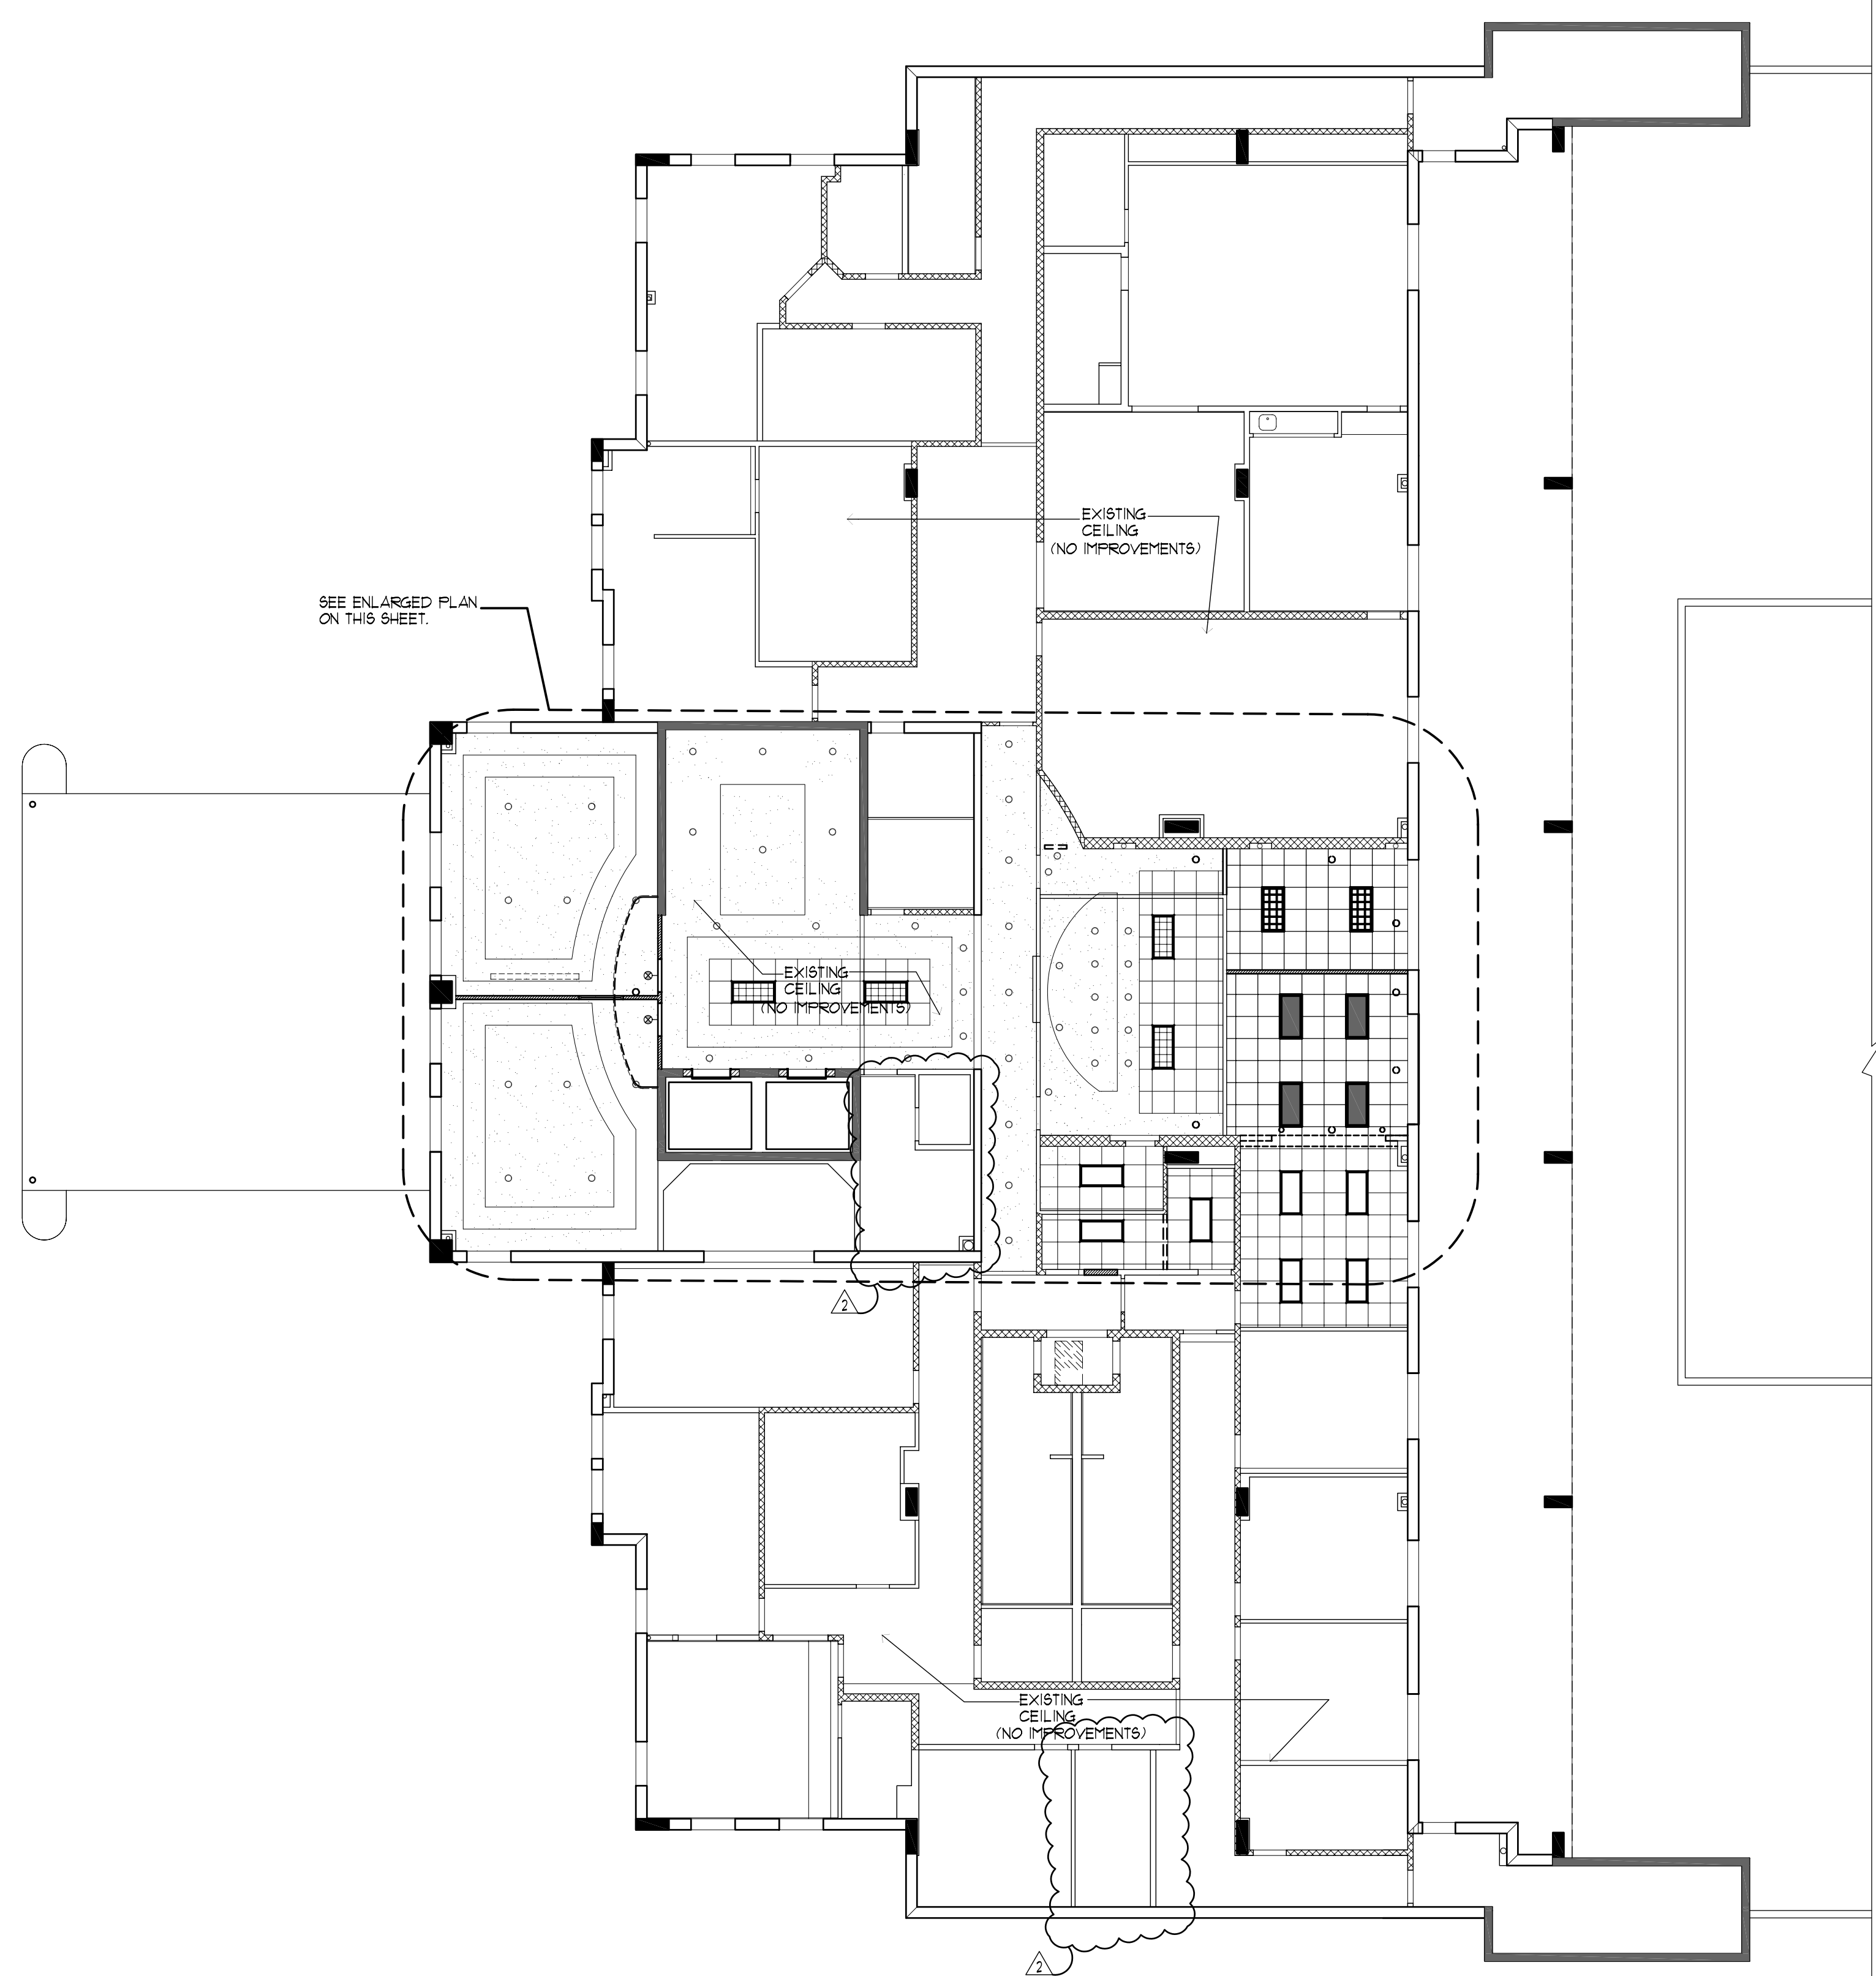 EXISTING
CEILING
(NO IMPROVEMENTS)
SEE ENLARGED PLAN
ON THIS SHEET.
EXISTING
CEILING
(NO IMPROVEMENTS)
2
EXISTING
CEILING
(NO IMPROVEMENTS)
2